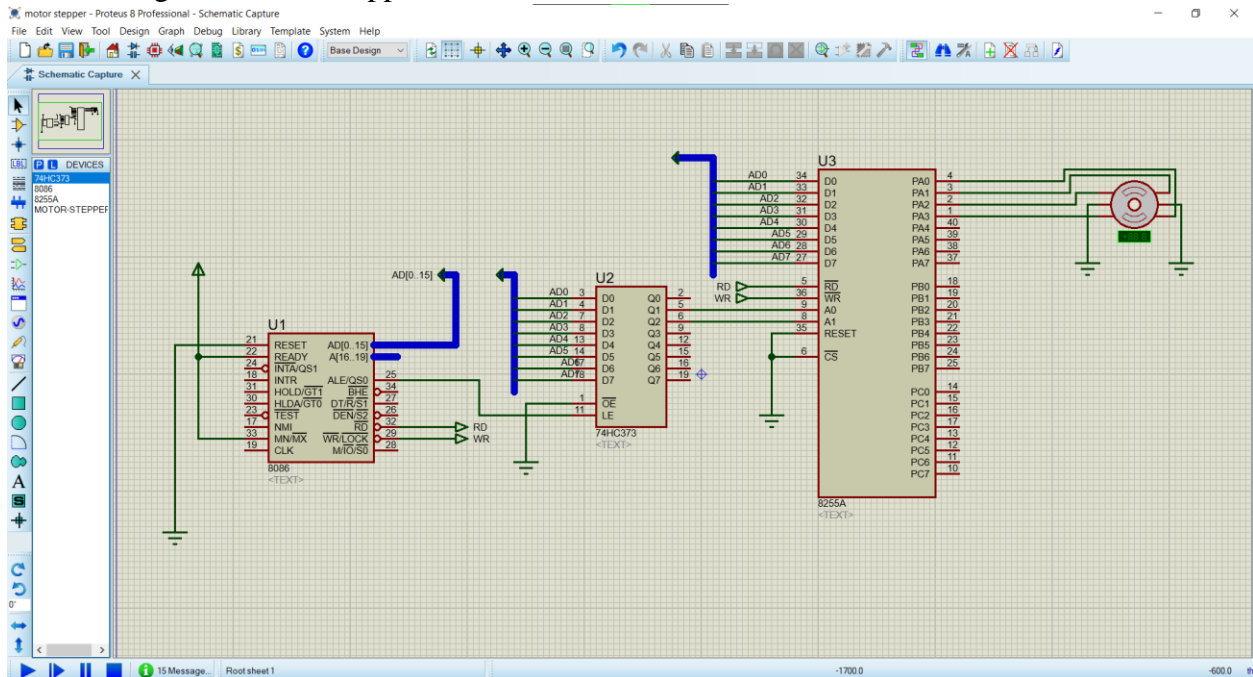 motor stepper - Proteus 8 Professional - Schematic Capture
File Edit View Tool Design Graph Debug Library Template System Help
Base Design
Schematic Capture
P L DEVICES
74HC373
8086
8255A
MOTOR-STEPPER
LBL
A
S
0°
U1
21 RESET AD[0..15]
22 READY A[16..19]
24 INTA/QS1
18 INTR ALE/QS0 25
31 HOLD/GT1 BHE 34
30 HLDA/GT0 DT/R/S1 27
23 TEST DEN/S2 26
17 NMI RD 32 RD
33 MN/MX WR/LOCK 29 WR
19 CLK M/IO/S0 28
8086
<TEXT>
AD[0..15]
U2
AD0 3 D0 Q0 2
AD1 4 D1 Q1 5
AD2 7 D2 Q2 6
AD3 8 D3 Q3 9
AD4 13 D4 Q4 12
AD5 14 D5 Q5 15
AD6 17 D6 Q6 16
AD7 18 D7 Q7 19
1 OE
11 LE
74HC373
<TEXT>
U3
AD0 34 D0 PA0 4
AD1 33 D1 PA1 3
AD2 32 D2 PA2 2
AD3 31 D3 PA3 1
AD4 30 D4 PA4 40
AD5 29 D5 PA5 39
AD6 28 D6 PA6 38
AD7 27 D7 PA7 37
RD 5 RD PB0 18
WR 36 WR PB1 19
9 A0 PB2 20
8 A1 PB3 21
35 RESET PB4 22
PB5 23
6 CS PB6 24
PB7 25
PC0 14
PC1 15
PC2 16
PC3 17
PC4 13
PC5 12
PC6 11
PC7 10
8255A
<TEXT>
15 Message... Root sheet 1 -1700.0 -600.0 th